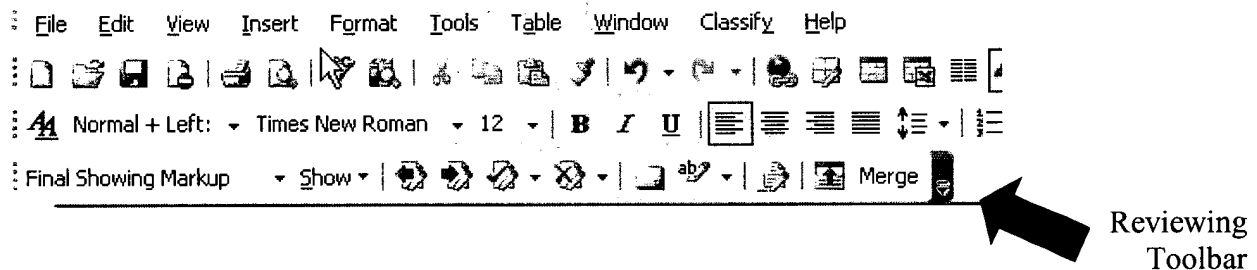 File Edit View Insert Format Tools Table Window Classify Help
Normal + Left: Times New Roman 12 B I U
Final Showing Markup Show Merge
Reviewing
Toolbar